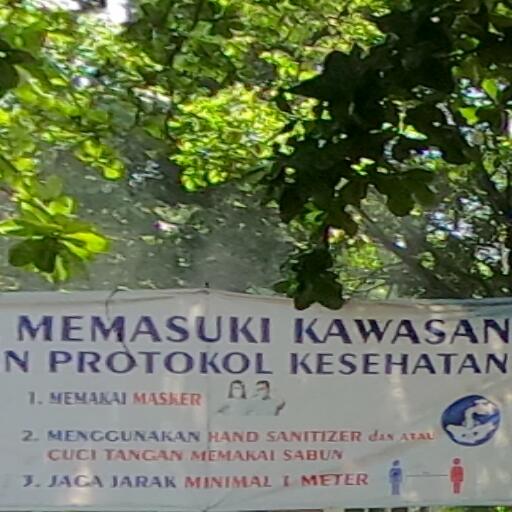 MEMASUKI KAWASAN
N PROTOKOL KESEHATAN
1. MEMAKAI MASKER
2. MENGGUNAKAN HAND SANITIZER dan ATAU
CUCI TANGAN MEMAKAI SABUN
3. JAGA JARAK MINIMAL 1 METER